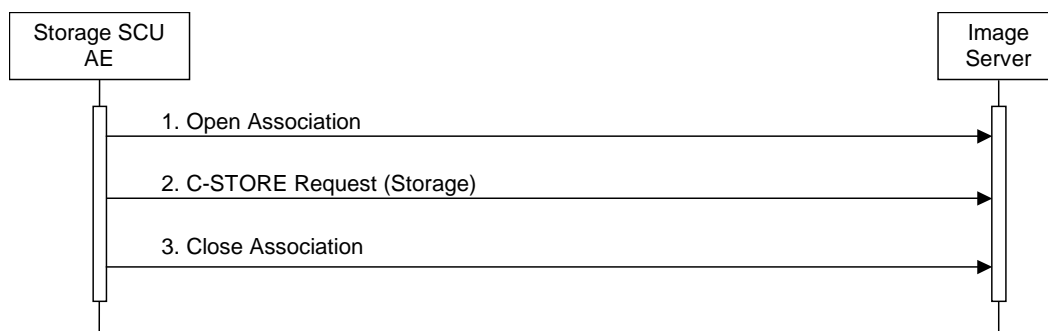 Storage SCU
AE
Image
Server
1. Open Association
2. C-STORE Request (Storage)
3. Close Association